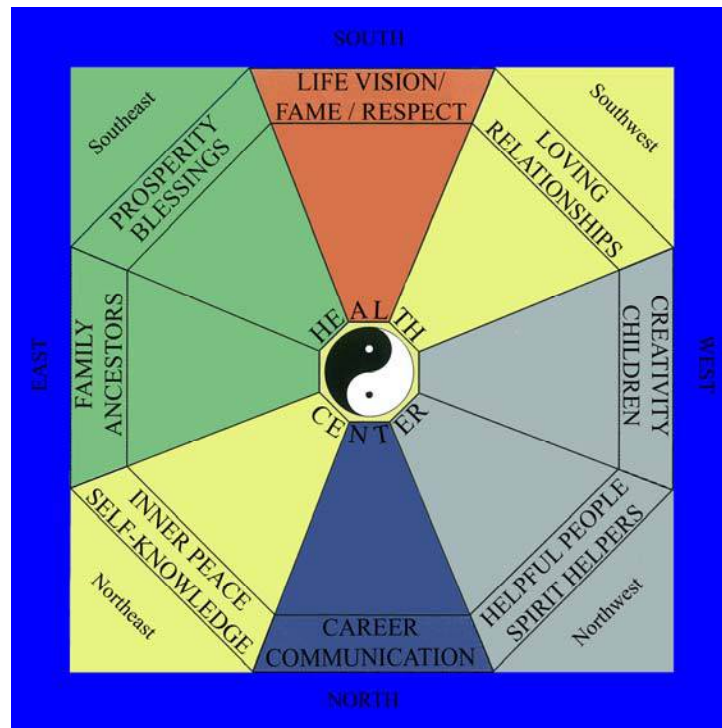 SOUTH
Southeast
LIFE VISION/
FAME / RESPECT
Southwest
PROSPERITY
BLESSINGS
LOVING
RELATIONSHIPS
EAST
FAMILY
ANCESTORS
HEALTH
CENTER
CREATIVITY
CHILDREN
WEST
INNER PEACE
SELF-KNOWLEDGE
HELPFUL PEOPLE
SPIRIT HELPERS
Northeast
CAREER
COMMUNICATION
Northwest
NORTH